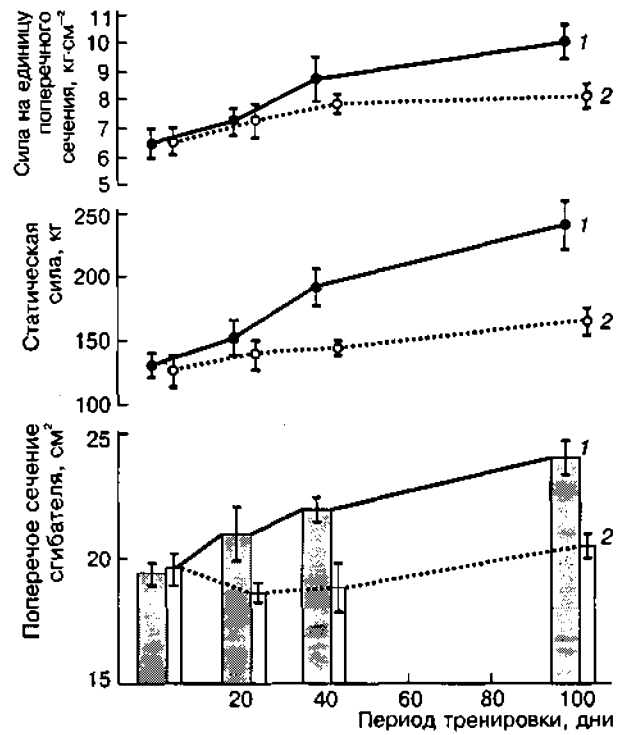 Сила на единицу
поперечного
сечения, кг·см⁻²
11
10
9
8
7
6
5
1
2
Статическая
сила, кг
250
200
150
100
1
2
Поперечое сечение
сгибателя, см²
25
20
15
1
2
20 40 60 80 100
Период тренировки, дни